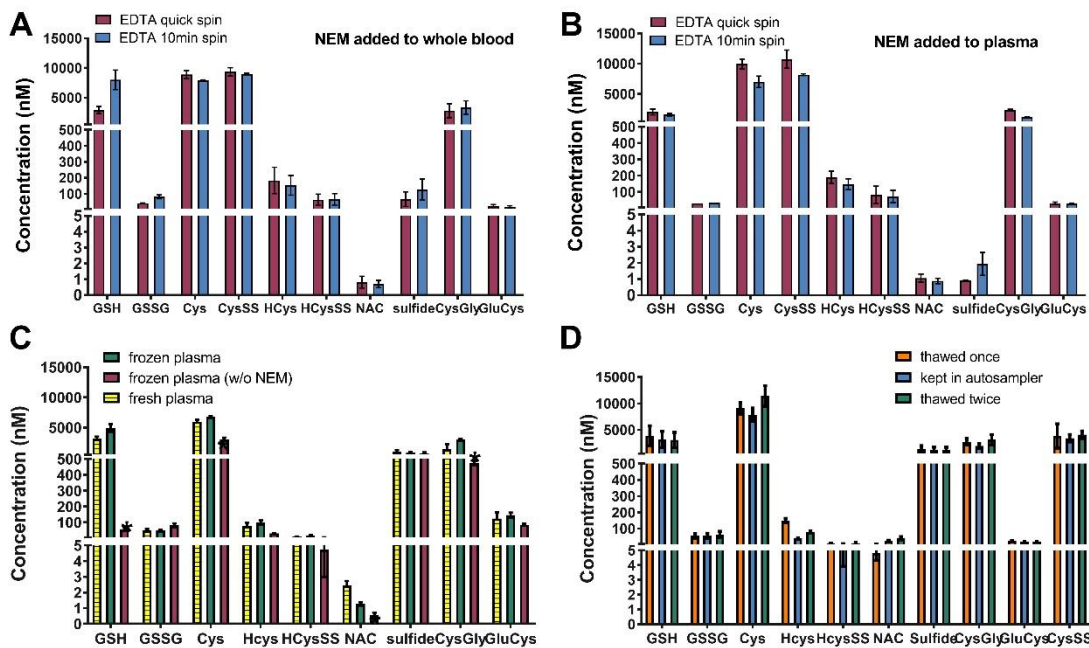 A
EDTA quick spin
EDTA 10min spin
NEM added to whole blood
Concentration (nM)
15000
10000
5000
500
400
300
200
100
5
4
3
2
1
0
GSH GSSG Cys CysSS HCys HCysSS NAC sulfide CysGly GluCys
B
EDTA quick spin
EDTA 10min spin
NEM added to plasma
Concentration (nM)
15000
10000
5000
500
400
300
200
100
5
4
3
2
1
0
GSH GSSG Cys CysSS HCys HCysSS NAC sulfide CysGly GluCys
C
frozen plasma
frozen plasma (w/o NEM)
fresh plasma
Concentration (nM)
15000
10000
5000
500
400
300
200
100
5
4
3
2
1
0
GSH GSSG Cys Hcys HCysSS NAC sulfide CysGly GluCys
D
thawed once
kept in autosampler
thawed twice
Concentration (nM)
15000
10000
5000
500
400
300
200
100
5
4
3
2
1
0
GSH GSSG Cys Hcys HCysSS NAC Sulfide CysGly GluCys CysSS